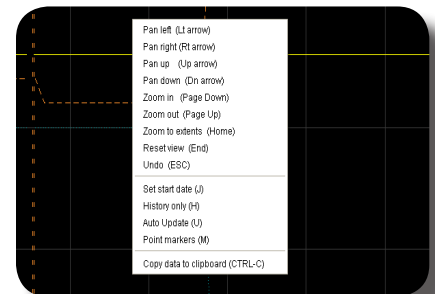 Pan left (Lt arrow)
Pan right (Rt arrow)
Pan up (Up arrow)
Pan down (Dn arrow)
Zoom in (Page Down)
Zoom out (Page Up)
Zoom to extents (Home)
Reset view (End)
Undo (ESC)
Set start date (J)
History only (H)
Auto Update (U)
Point markers (M)
Copy data to clipboard (CTRL-C)